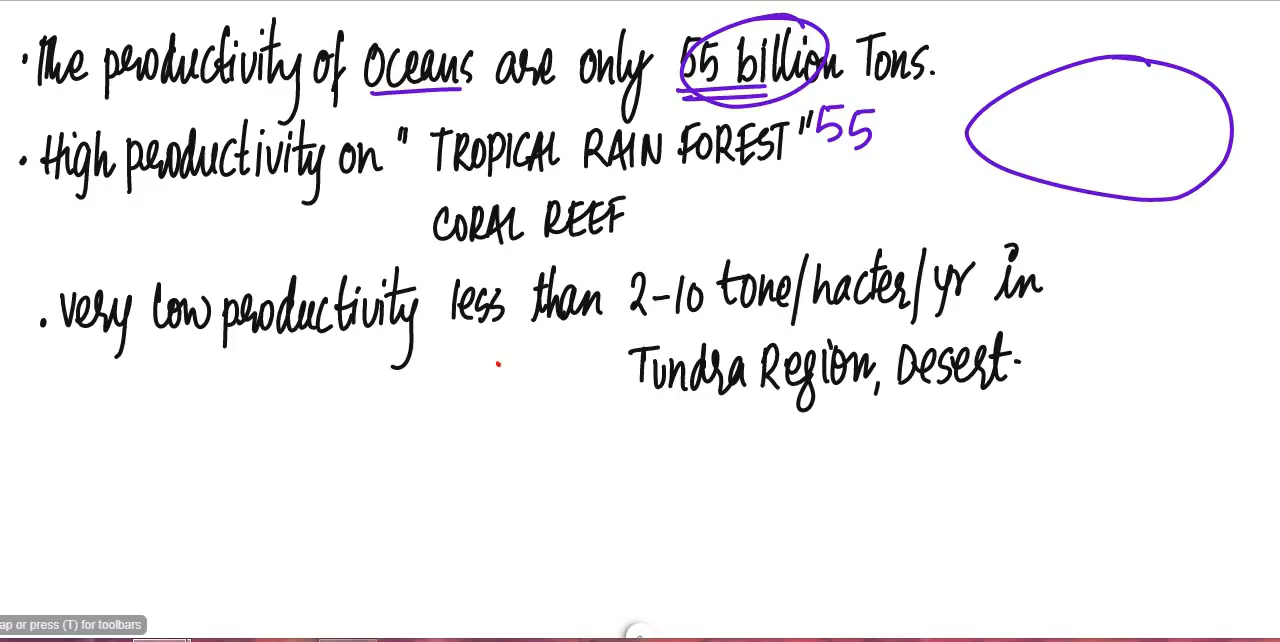 · The productivity of Oceans are only 55 billion Tons.
· High productivity on " TROPICAL RAIN FOREST" 55
CORAL REEF
. very low productivity less than 2-10 tone/hacter/yr in
Tundra Region, Desert.
ap or press (T) for toolbars